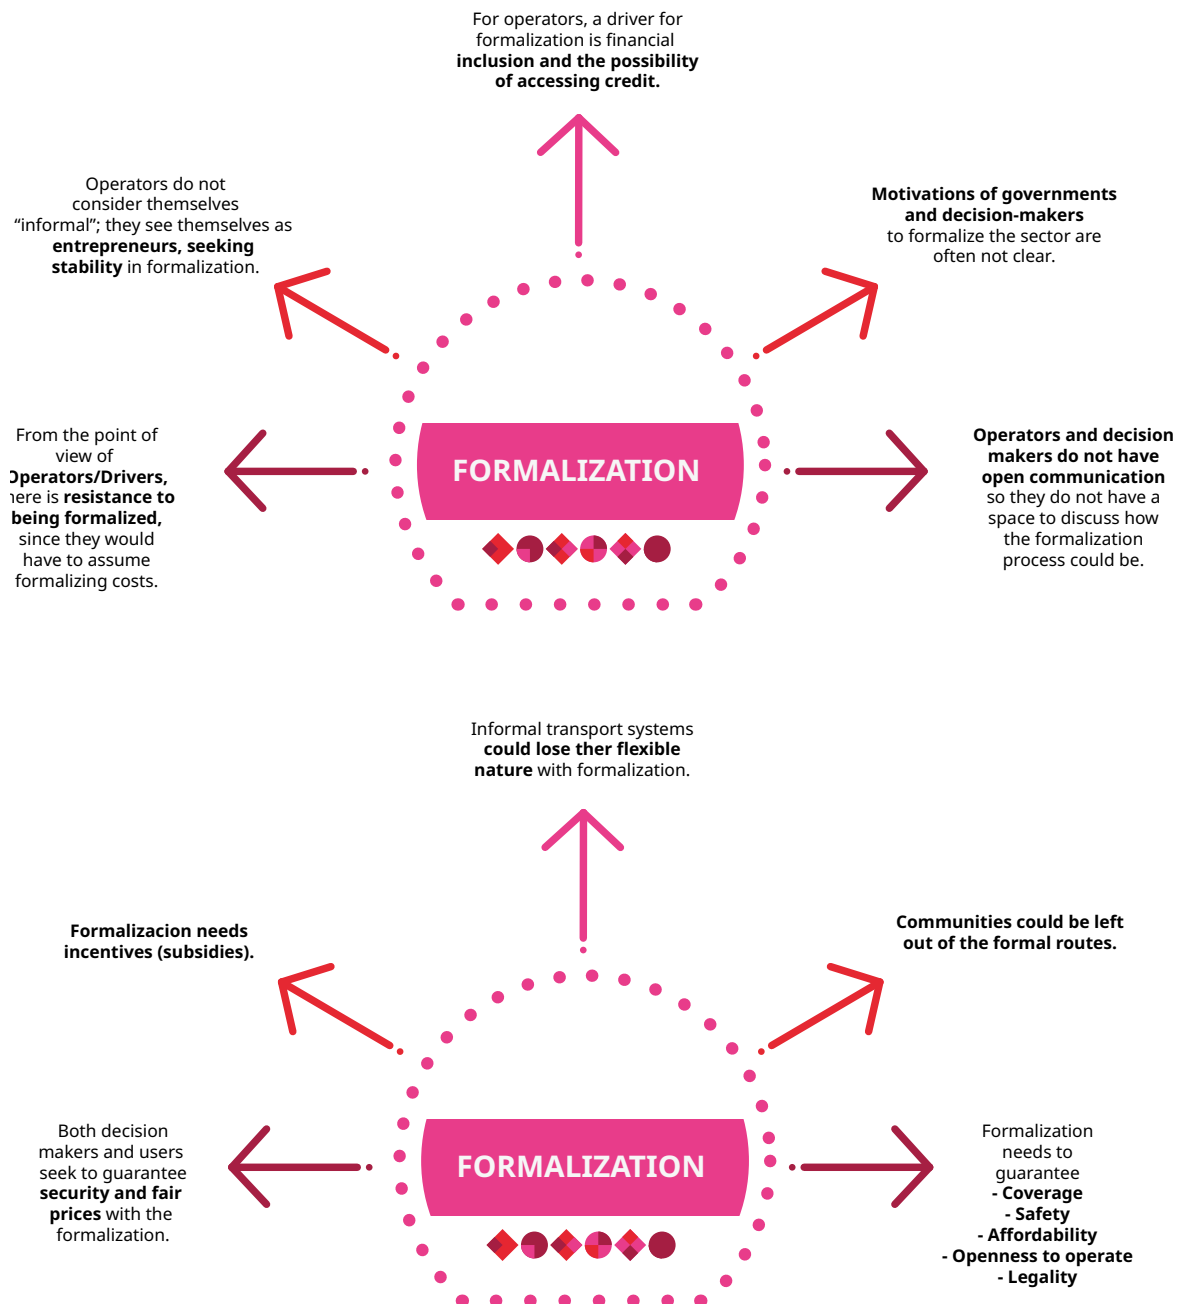 For operators, a driver for
formalization is financial
inclusion and the possibility
of accessing credit.
Operators do not
consider themselves
“informal”; they see themselves as
entrepreneurs, seeking
stability in formalization.
Motivations of governments
and decision-makers
to formalize the sector are
often not clear.
From the point of
view of
Operators/Drivers,
here is resistance to
being formalized,
since they would
have to assume
formalizing costs.
FORMALIZATION
Operators and decision
makers do not have
open communication
so they do not have a
space to discuss how
the formalization
process could be.
Informal transport systems
could lose ther flexible
nature with formalization.
Formalizacion needs
incentives (subsidies).
Communities could be left
out of the formal routes.
Both decision
makers and users
seek to guarantee
security and fair
prices with the
formalization.
FORMALIZATION
Formalization
needs to
guarantee
- Coverage
- Safety
- Affordability
- Openness to operate
- Legality